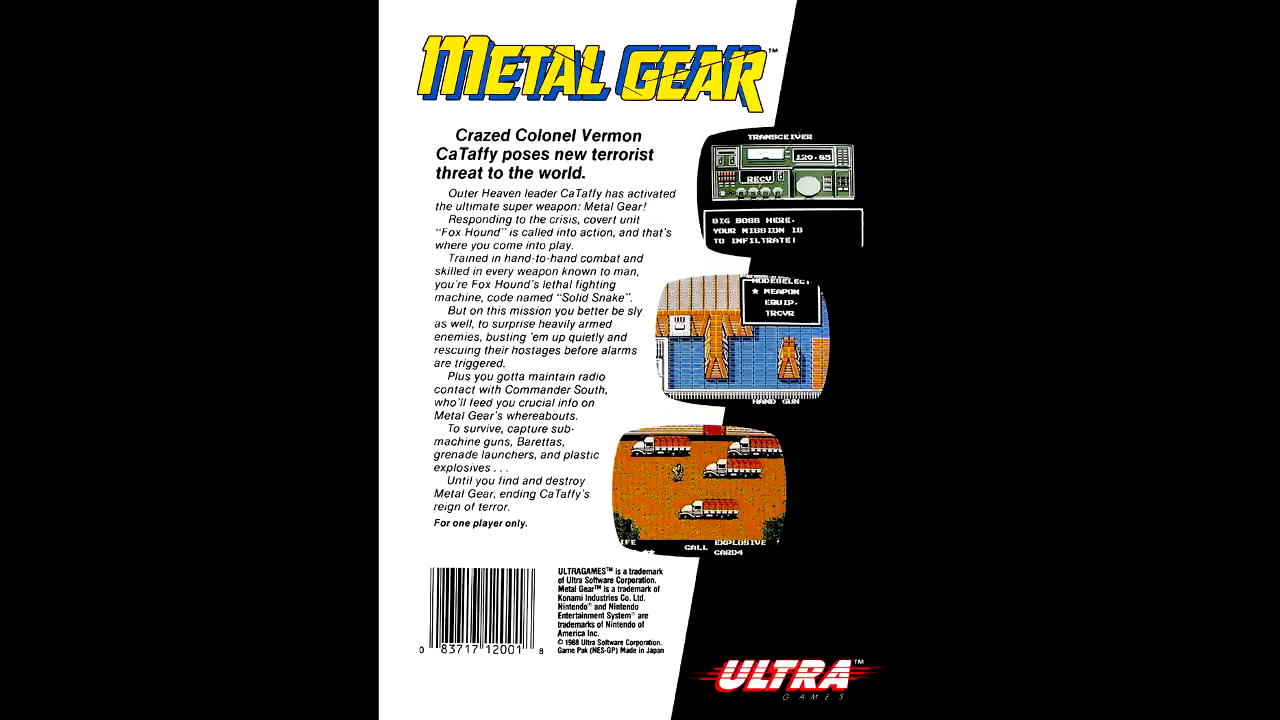 METAL GEAR™
Crazed Colonel Vermon
CaTaffy poses new terrorist
threat to the world.
Outer Heaven leader CaTaffy has activated
the ultimate super weapon: Metal Gear!
Responding to the crisis, covert unit
“Fox Hound” is called into action, and that's
where you come into play.
Trained in hand-to-hand combat and
skilled in every weapon known to man,
you're Fox Hound's lethal fighting
machine, code named “Solid Snake”.
But on this mission you better be sly
as well, to surprise heavily armed
enemies, busting 'em up quietly and
rescuing their hostages before alarms
are triggered.
Plus you gotta maintain radio
contact with Commander South,
who'll feed you crucial info on
Metal Gear's whereabouts.
To survive, capture sub-
machine guns, Barettas,
grenade launchers, and plastic
explosives . . .
Until you find and destroy
Metal Gear, ending CaTaffy's
reign of terror.
For one player only.
TRANSCEIVER
120.85
RECV
BIG BOSS HERE.
YOUR MISSION IS
TO INFILTRATE!
MODESELECT
★ WEAPON
EQUIP.
TRCVR
HAND GUN
IFE
CALL
EXPLOSIVE
CARD4
0 83717 12001 8
ULTRAGAMES™ is a trademark
of Ultra Software Corporation.
Metal Gear™ is a trademark of
Konami Industries Co. Ltd.
Nintendo® and Nintendo
Entertainment System® are
trademarks of Nintendo of
America Inc.
© 1988 Ultra Software Corporation.
Game Pak (NES-GP) Made in Japan
ULTRA™
GAMES